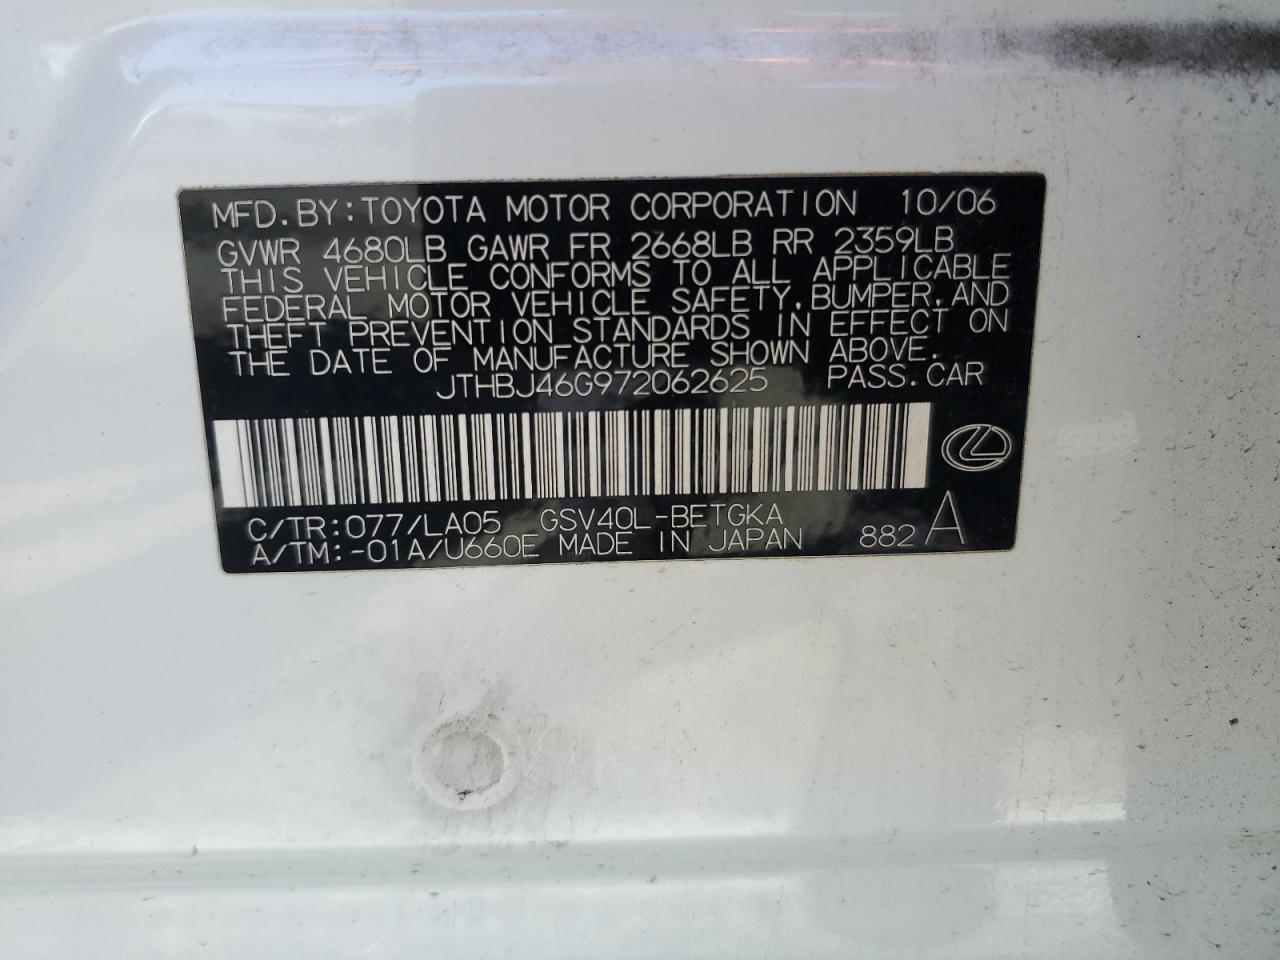 MFD.BY:TOYOTA MOTOR CORPORATION 10/06
GVWR 4680LB GAWR FR 2668LB RR 2359LB
THIS VEHICLE CONFORMS TO ALL APPLICABLE
FEDERAL MOTOR VEHICLE SAFETY,BUMPER,AND
THEFT PREVENTION STANDARDS IN EFFECT ON
THE DATE OF MANUFACTURE SHOWN ABOVE.
JTHBJ46G972062625 PASS.CAR
C/TR:077/LA05 GSV40L-BETGKA
A/TM:-01A/U660E MADE IN JAPAN 882 A